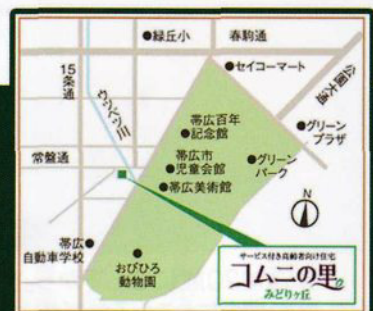 緑丘小
春駒通
15条通
ウツベツ川
セイコーマート
公園大通
帯広百年
記念館
グリーン
プラザ
常盤通
帯広市
児童会館
グリーン
パーク
帯広美術館
N
帯広
自動車学校
おびひろ
動物園
サービス付き高齢者向け住宅
コムニの里
みどりヶ丘